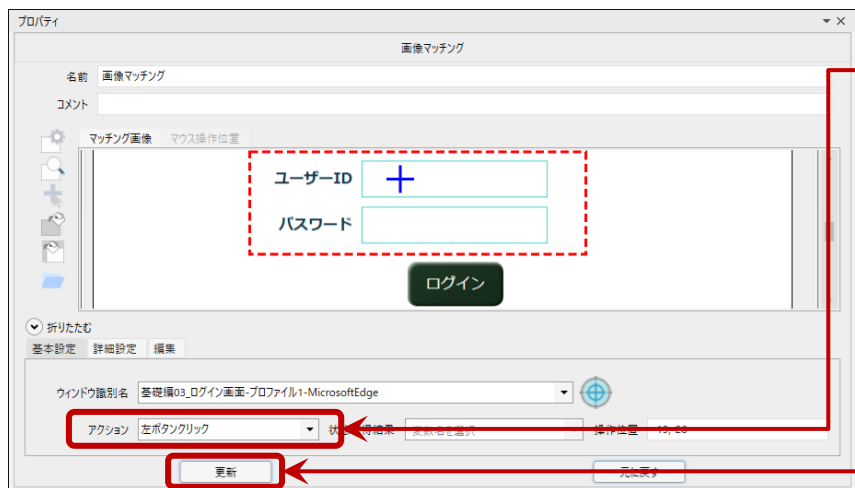 プロパティ
画像マッチング
名前 画像マッチング
コメント
マッチング画像 マウス操作位置
ユーザーID
パスワード
ログイン
折りたたむ
基本設定 詳細設定 編集
ウィンドウ識別名 基礎編03_ログイン画面-プロファイル1-MicrosoftEdge
アクション 左ボタンクリック 変数名を選択 操作位置
更新 元に戻す